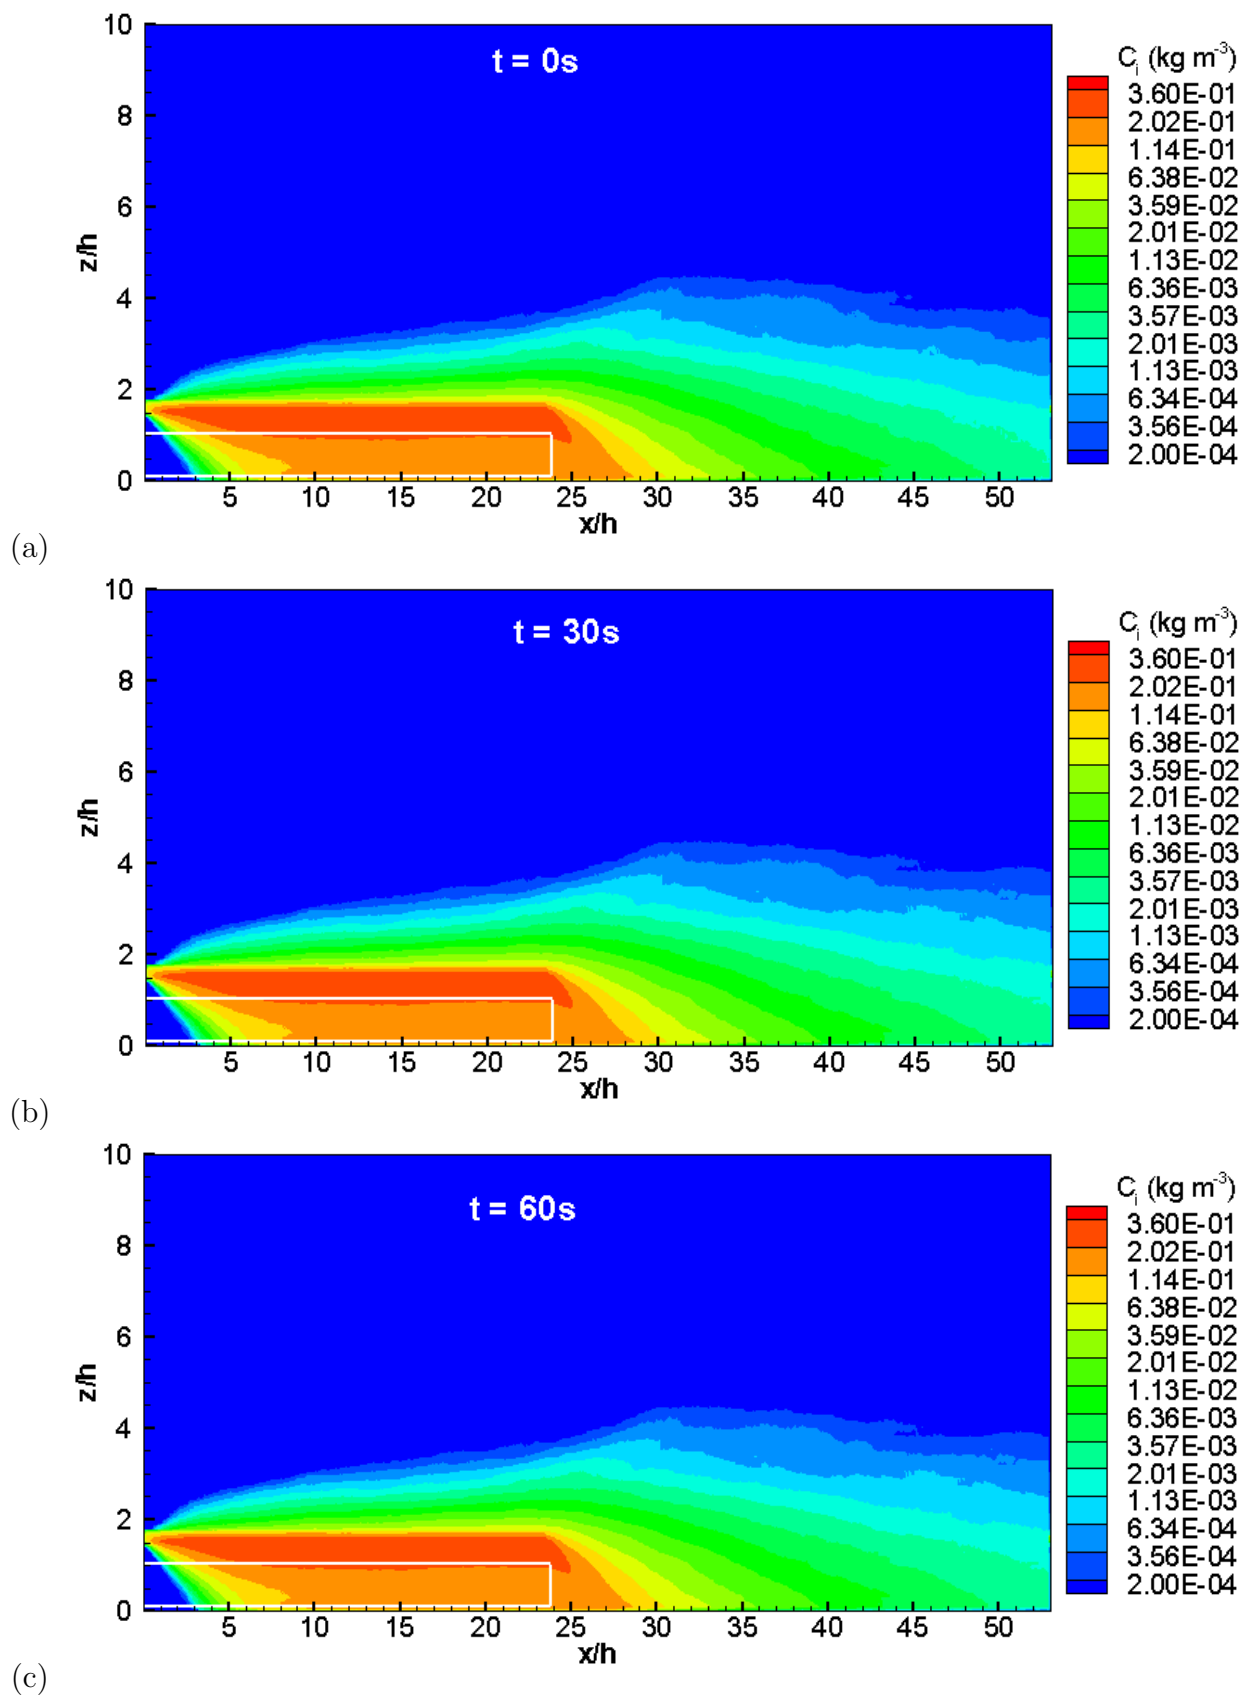 t = 0s
C_i (kg m^-3)
3.60E-01
2.02E-01
1.14E-01
6.38E-02
3.59E-02
2.01E-02
1.13E-02
6.36E-03
3.57E-03
2.01E-03
1.13E-03
6.34E-04
3.56E-04
2.00E-04
z/h
10
8
6
4
2
0
5 10 15 20 25 30 35 40 45 50
x/h
(a)
t = 30s
C_i (kg m^-3)
3.60E-01
2.02E-01
1.14E-01
6.38E-02
3.59E-02
2.01E-02
1.13E-02
6.36E-03
3.57E-03
2.01E-03
1.13E-03
6.34E-04
3.56E-04
2.00E-04
z/h
10
8
6
4
2
0
5 10 15 20 25 30 35 40 45 50
x/h
(b)
t = 60s
C_i (kg m^-3)
3.60E-01
2.02E-01
1.14E-01
6.38E-02
3.59E-02
2.01E-02
1.13E-02
6.36E-03
3.57E-03
2.01E-03
1.13E-03
6.34E-04
3.56E-04
2.00E-04
z/h
10
8
6
4
2
0
5 10 15 20 25 30 35 40 45 50
x/h
(c)